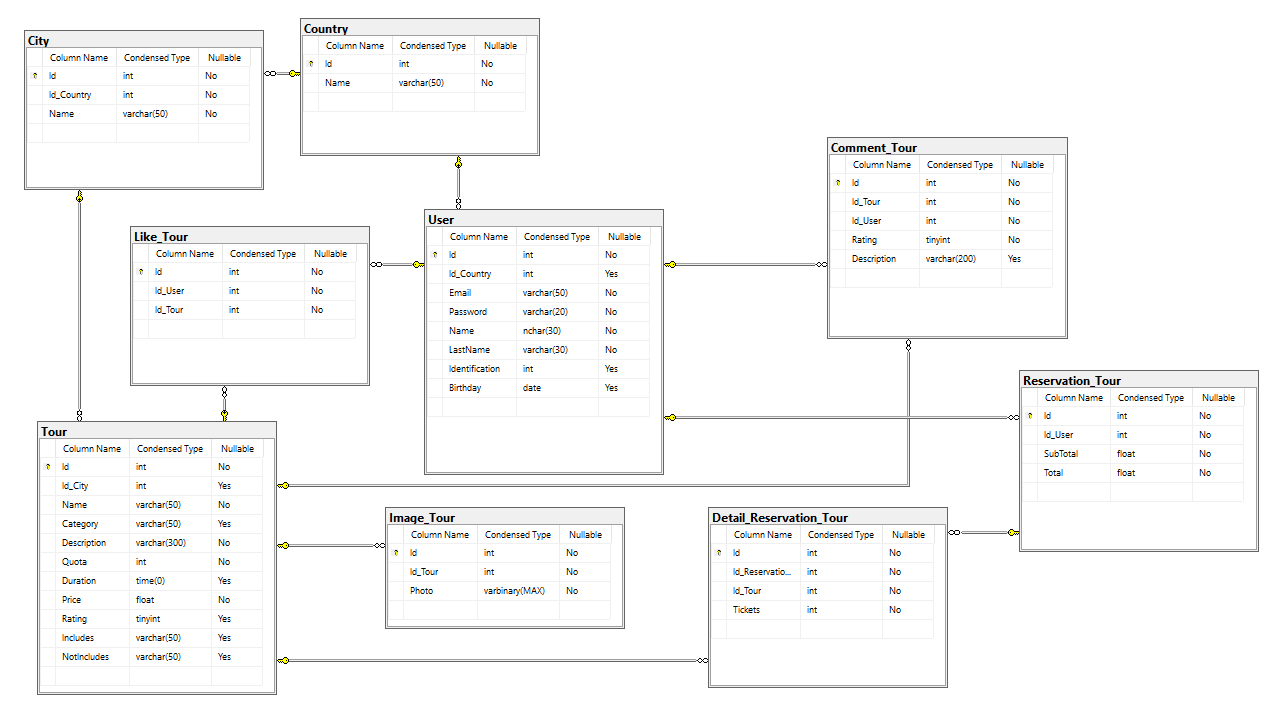 City
Column Name Condensed Type Nullable
Id int No
Id_Country int No
Name varchar(50) No
Country
Column Name Condensed Type Nullable
Id int No
Name varchar(50) No
Comment_Tour
Column Name Condensed Type Nullable
Id int No
Id_Tour int No
Id_User int No
Rating tinyint No
Description varchar(200) Yes
Like_Tour
Column Name Condensed Type Nullable
Id int No
Id_User int No
Id_Tour int No
User
Column Name Condensed Type Nullable
Id int No
Id_Country int Yes
Email varchar(50) No
Password varchar(20) No
Name nchar(30) No
LastName varchar(30) No
Identification int Yes
Birthday date Yes
Reservation_Tour
Column Name Condensed Type Nullable
Id int No
Id_User int No
SubTotal float No
Total float No
Tour
Column Name Condensed Type Nullable
Id int No
Id_City int Yes
Name varchar(50) No
Category varchar(50) Yes
Description varchar(300) No
Quota int No
Duration time(0) Yes
Price float No
Rating tinyint Yes
Includes varchar(50) Yes
NotIncludes varchar(50) Yes
Image_Tour
Column Name Condensed Type Nullable
Id int No
Id_Tour int No
Photo varbinary(MAX) No
Detail_Reservation_Tour
Column Name Condensed Type Nullable
Id int No
Id_Reservatio... int No
Id_Tour int No
Tickets int No